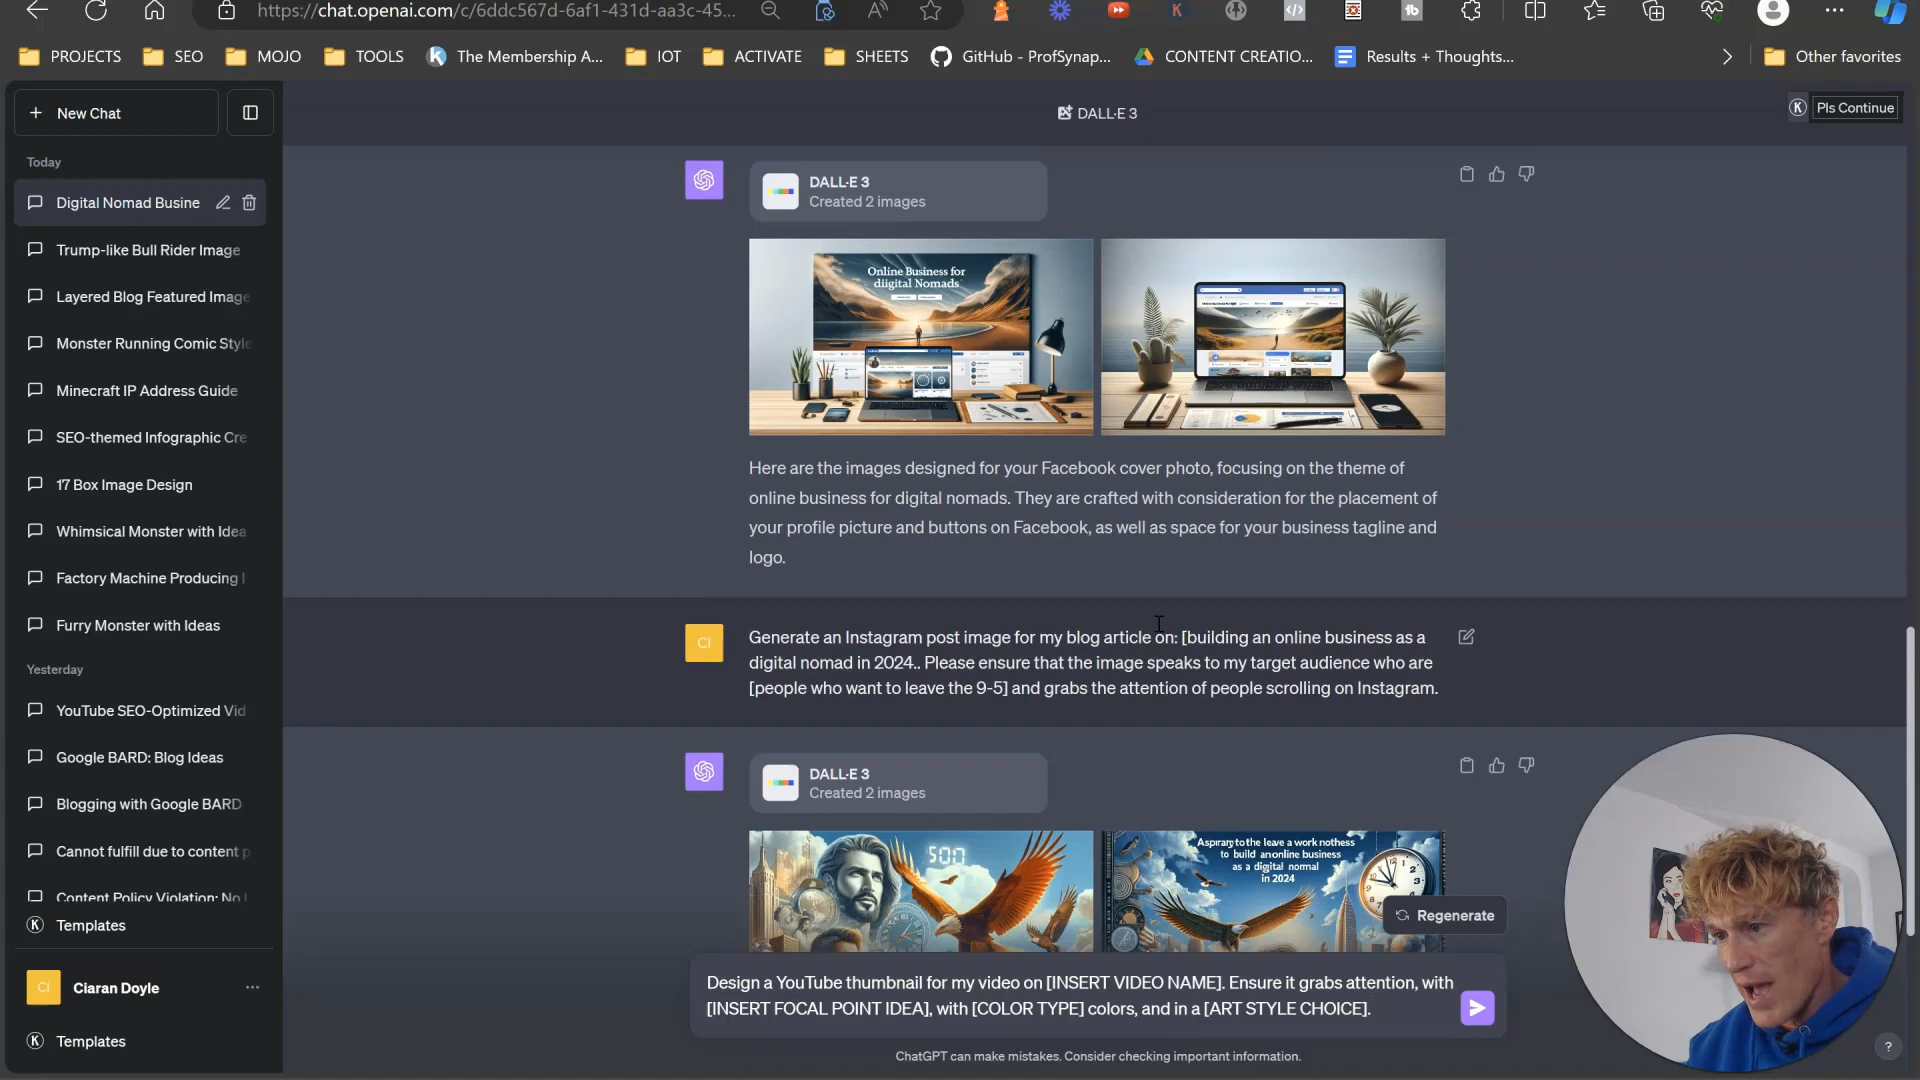 https://chat.openai.com/c/6ddc567d-6af1-431d-aa3c-45...
PROJECTS
SEO
MOJO
TOOLS
The Membership A...
IOT
ACTIVATE
SHEETS
GitHub - ProfSynap...
CONTENT CREATIO...
Results + Thoughts...
Other favorites
New Chat
DALL·E 3
Pls Continue
Today
Digital Nomad Busine
Trump-like Bull Rider Image
Layered Blog Featured Image
Monster Running Comic Style
Minecraft IP Address Guide
SEO-themed Infographic Cre
17 Box Image Design
Whimsical Monster with Idea
Factory Machine Producing I
Furry Monster with Ideas
Yesterday
YouTube SEO-Optimized Vid
Google BARD: Blog Ideas
Blogging with Google BARD
Cannot fulfill due to content p
Content Policy Violation: No I
Templates
CI
Ciaran Doyle
Templates
DALL·E 3
Created 2 images
Online Business for
diigital Nomads
Here are the images designed for your Facebook cover photo, focusing on the theme of
online business for digital nomads. They are crafted with consideration for the placement of
your profile picture and buttons on Facebook, as well as space for your business tagline and
logo.
CI
Generate an Instagram post image for my blog article on: [building an online business as a
digital nomad in 2024.. Please ensure that the image speaks to my target audience who are
[people who want to leave the 9-5] and grabs the attention of people scrolling on Instagram.
DALL·E 3
Created 2 images
500
Aspirary to the leave a work nothess
to build an online business
as a digital normal
in 2024
Regenerate
Design a YouTube thumbnail for my video on [INSERT VIDEO NAME]. Ensure it grabs attention, with
[INSERT FOCAL POINT IDEA], with [COLOR TYPE] colors, and in a [ART STYLE CHOICE].
ChatGPT can make mistakes. Consider checking important information.
?